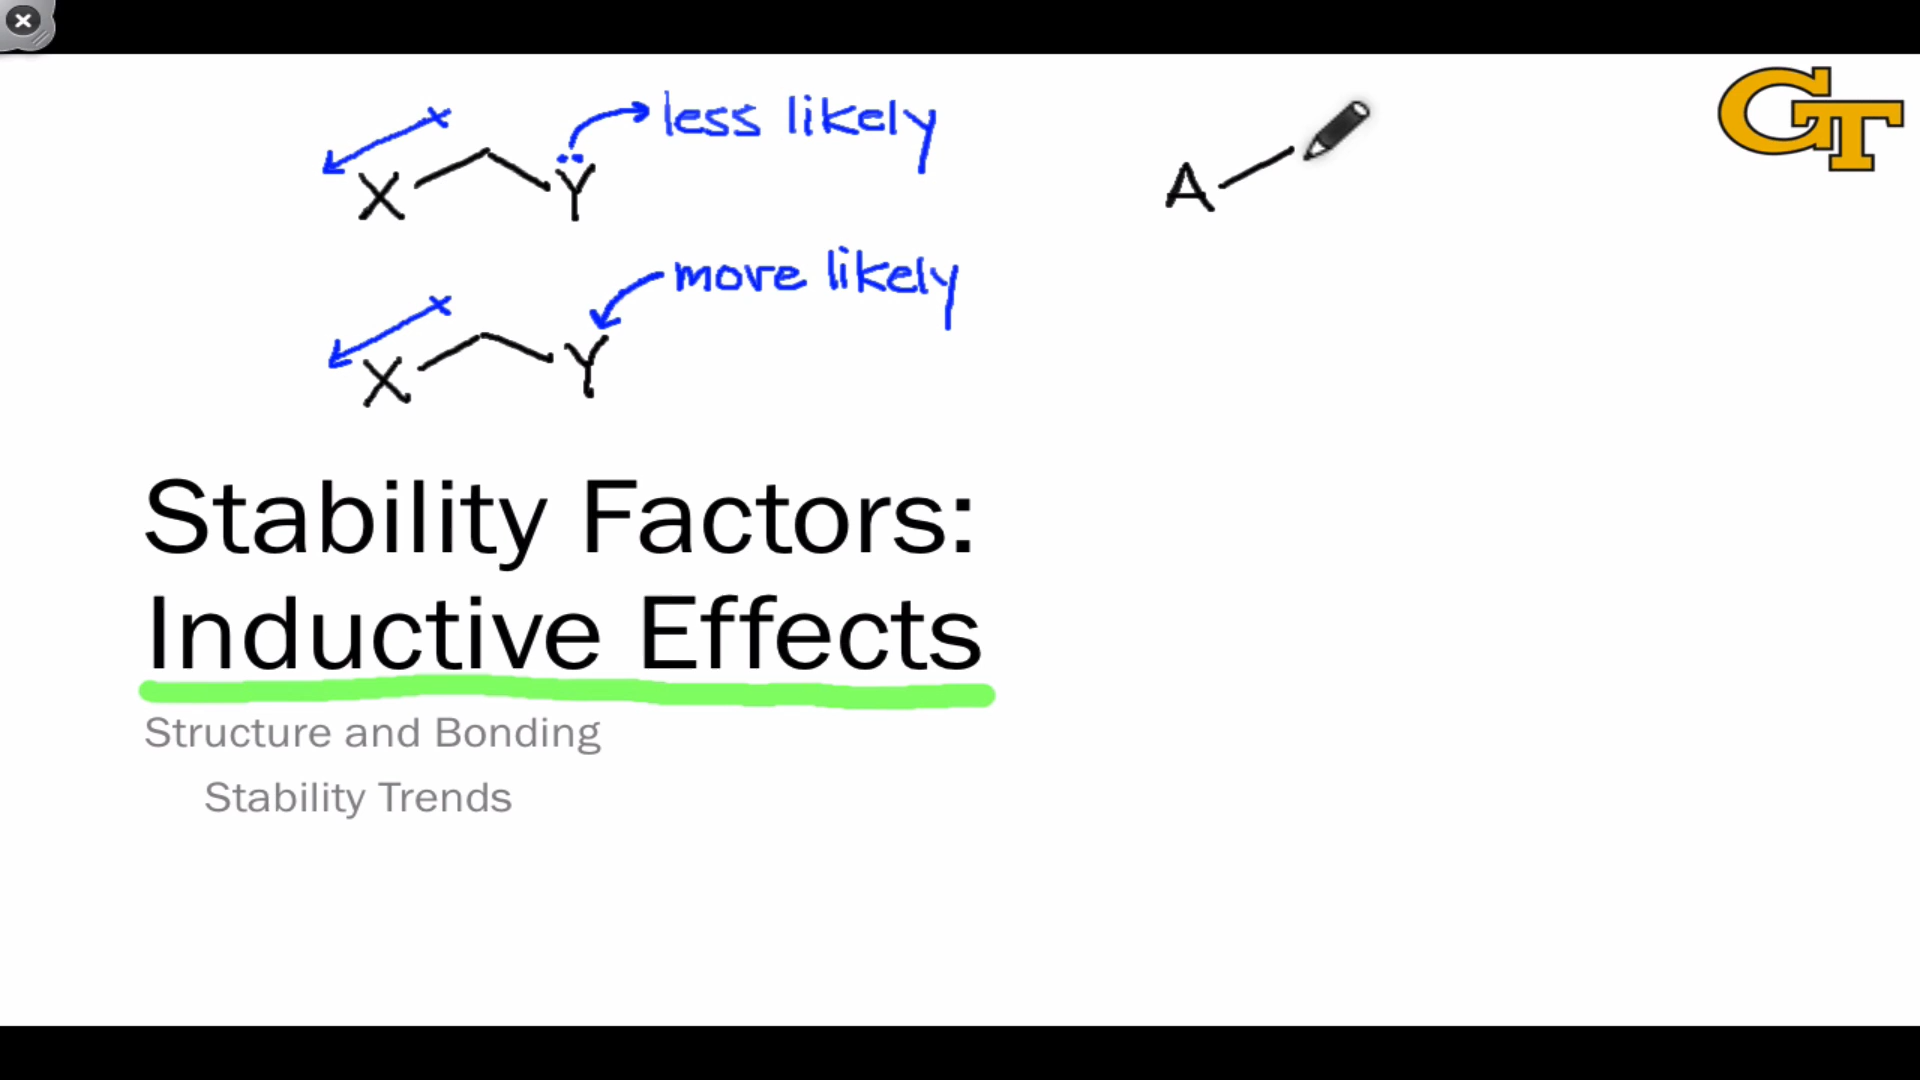 less likely
X Y
A
GT
more likely
X Y
Stability Factors:
Inductive Effects
Structure and Bonding
Stability Trends